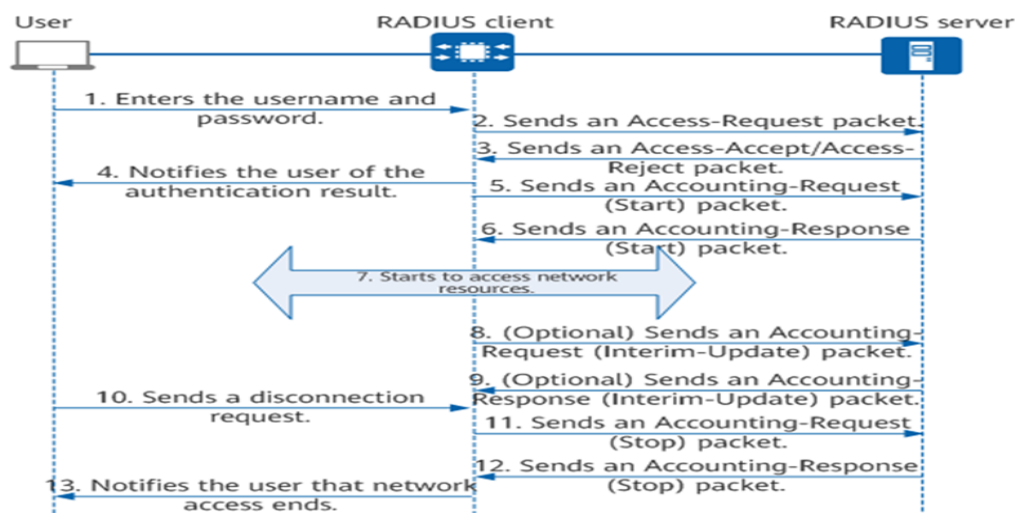 User
RADIUS client
RADIUS server
1. Enters the username and
password.
2. Sends an Access-Request packet.
3. Sends an Access-Accept/Access-
Reject packet.
4. Notifies the user of the
authentication result.
5. Sends an Accounting-Request
(Start) packet.
6. Sends an Accounting-Response
(Start) packet.
7. Starts to access network
resources.
8. (Optional) Sends an Accounting-
Request (Interim-Update) packet.
9. (Optional) Sends an Accounting-
Response (Interim-Update) packet.
10. Sends a disconnection
request.
11. Sends an Accounting-Request
(Stop) packet.
12. Sends an Accounting-Response
(Stop) packet.
13. Notifies the user that network
access ends.